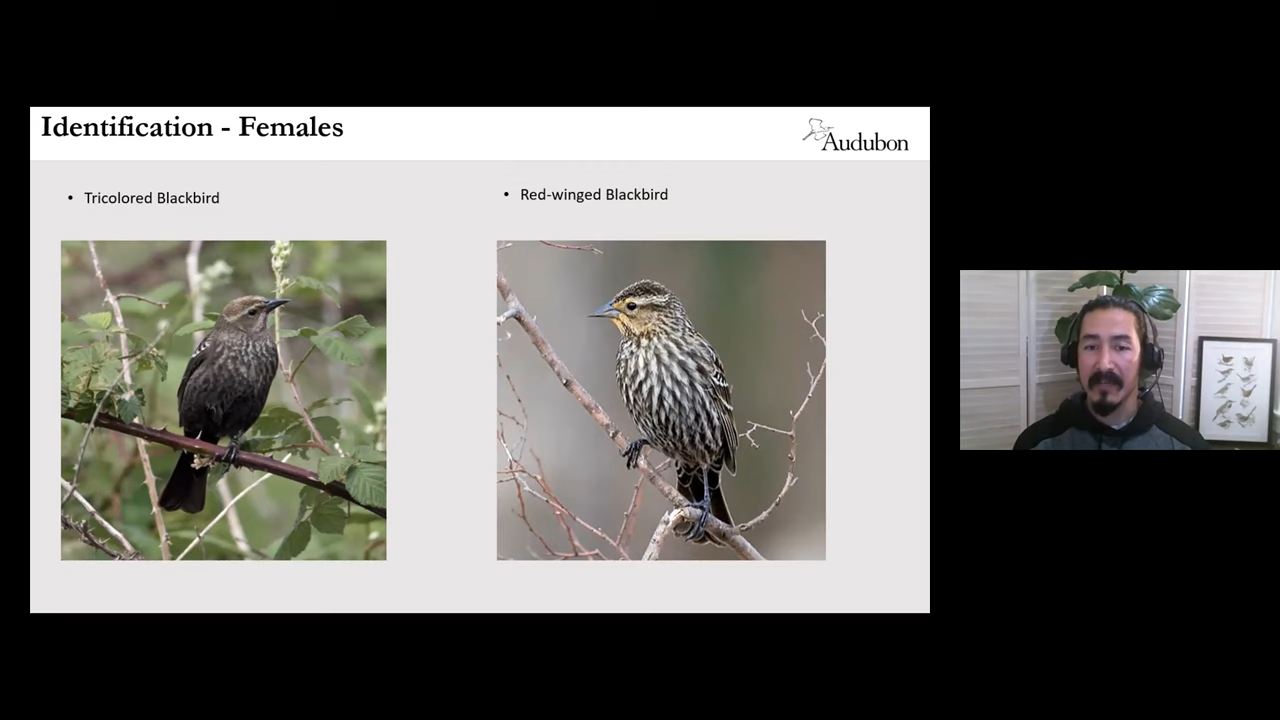 Identification - Females
Audubon
• Tricolored Blackbird
• Red-winged Blackbird